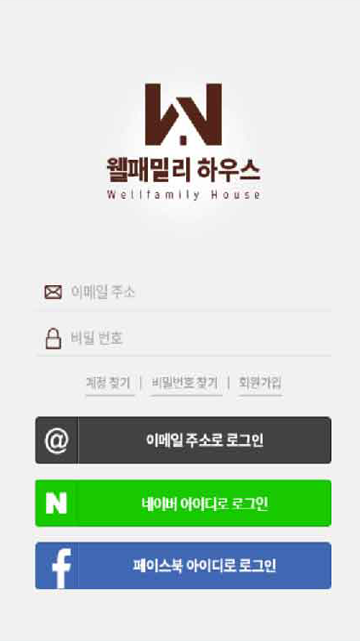 웰패밀리 하우스
Wellfamily House
이메일 주소
비밀 번호
계정 찾기 | 비밀번호 찾기 | 회원가입
@ 이메일 주소로 로그인
N 네이버 아이디로 로그인
f 페이스북 아이디로 로그인